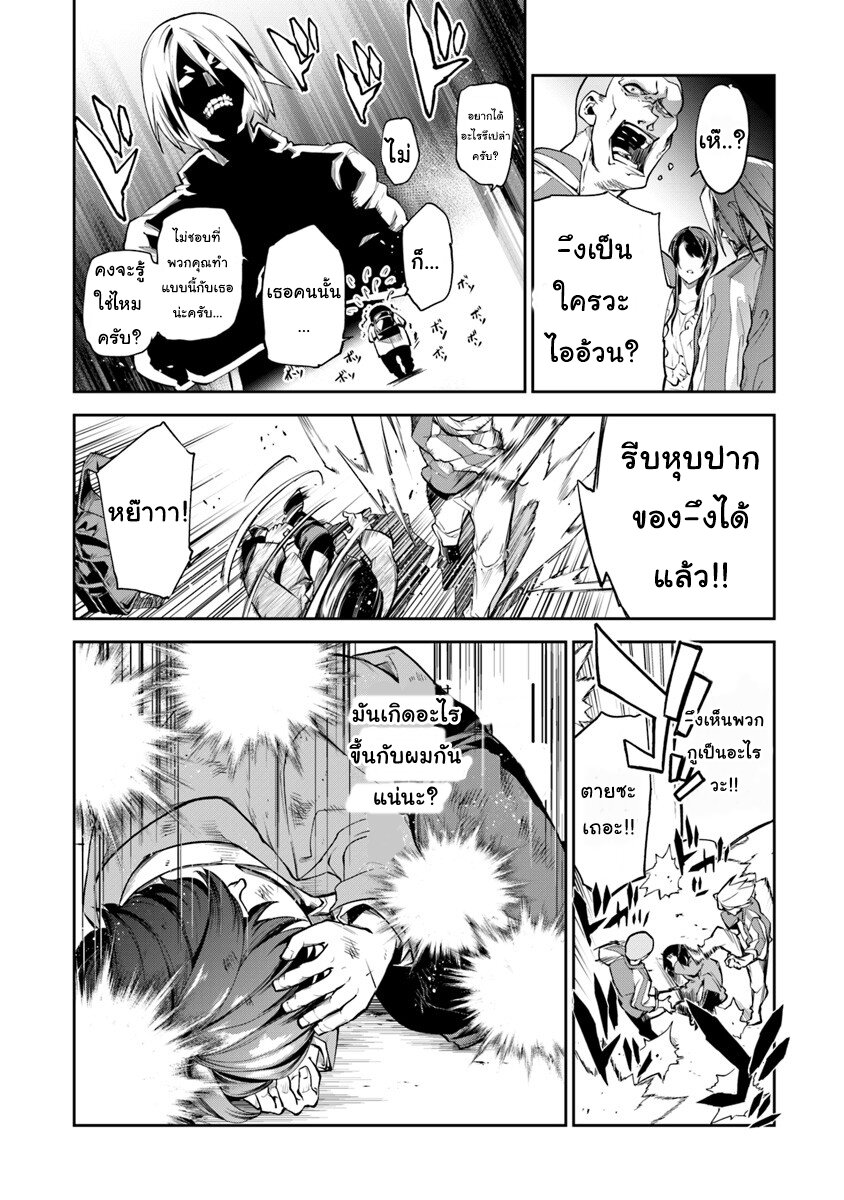 เห๊..?
-ึงเป็น
ใครวะ
ไออ้วน?
อยากได้
อะไรรึเปล่า
ครับ?
ไม่
ก็...
เธอคนนั้น
...
ไม่ชอบที่
พวกคุณทำ
แบบนี้กับเธอ
น่ะครับ...
คงจะรู้
ใช่ไหม
ครับ?
ボソ
ボソ
ボソ
ボソ
รีบหุบปาก
ของ-ึงได้
แล้ว!!
หย๊าาา!
-ึงเห็นพวก
กูเป็นอะไร
วะ!!
ตายซะ
เถอะ!!
มันเกิดอะไร
ขึ้นกับผมกัน
แน่นะ?